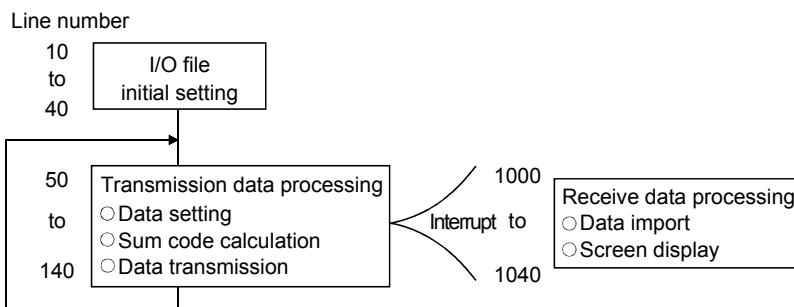 Line number
10
to
40
I/O file
initial setting
50
to
140
Transmission data processing
○ Data setting
○ Sum code calculation
○ Data transmission
Interrupt
1000
to
1040
Receive data processing
○ Data import
○ Screen display